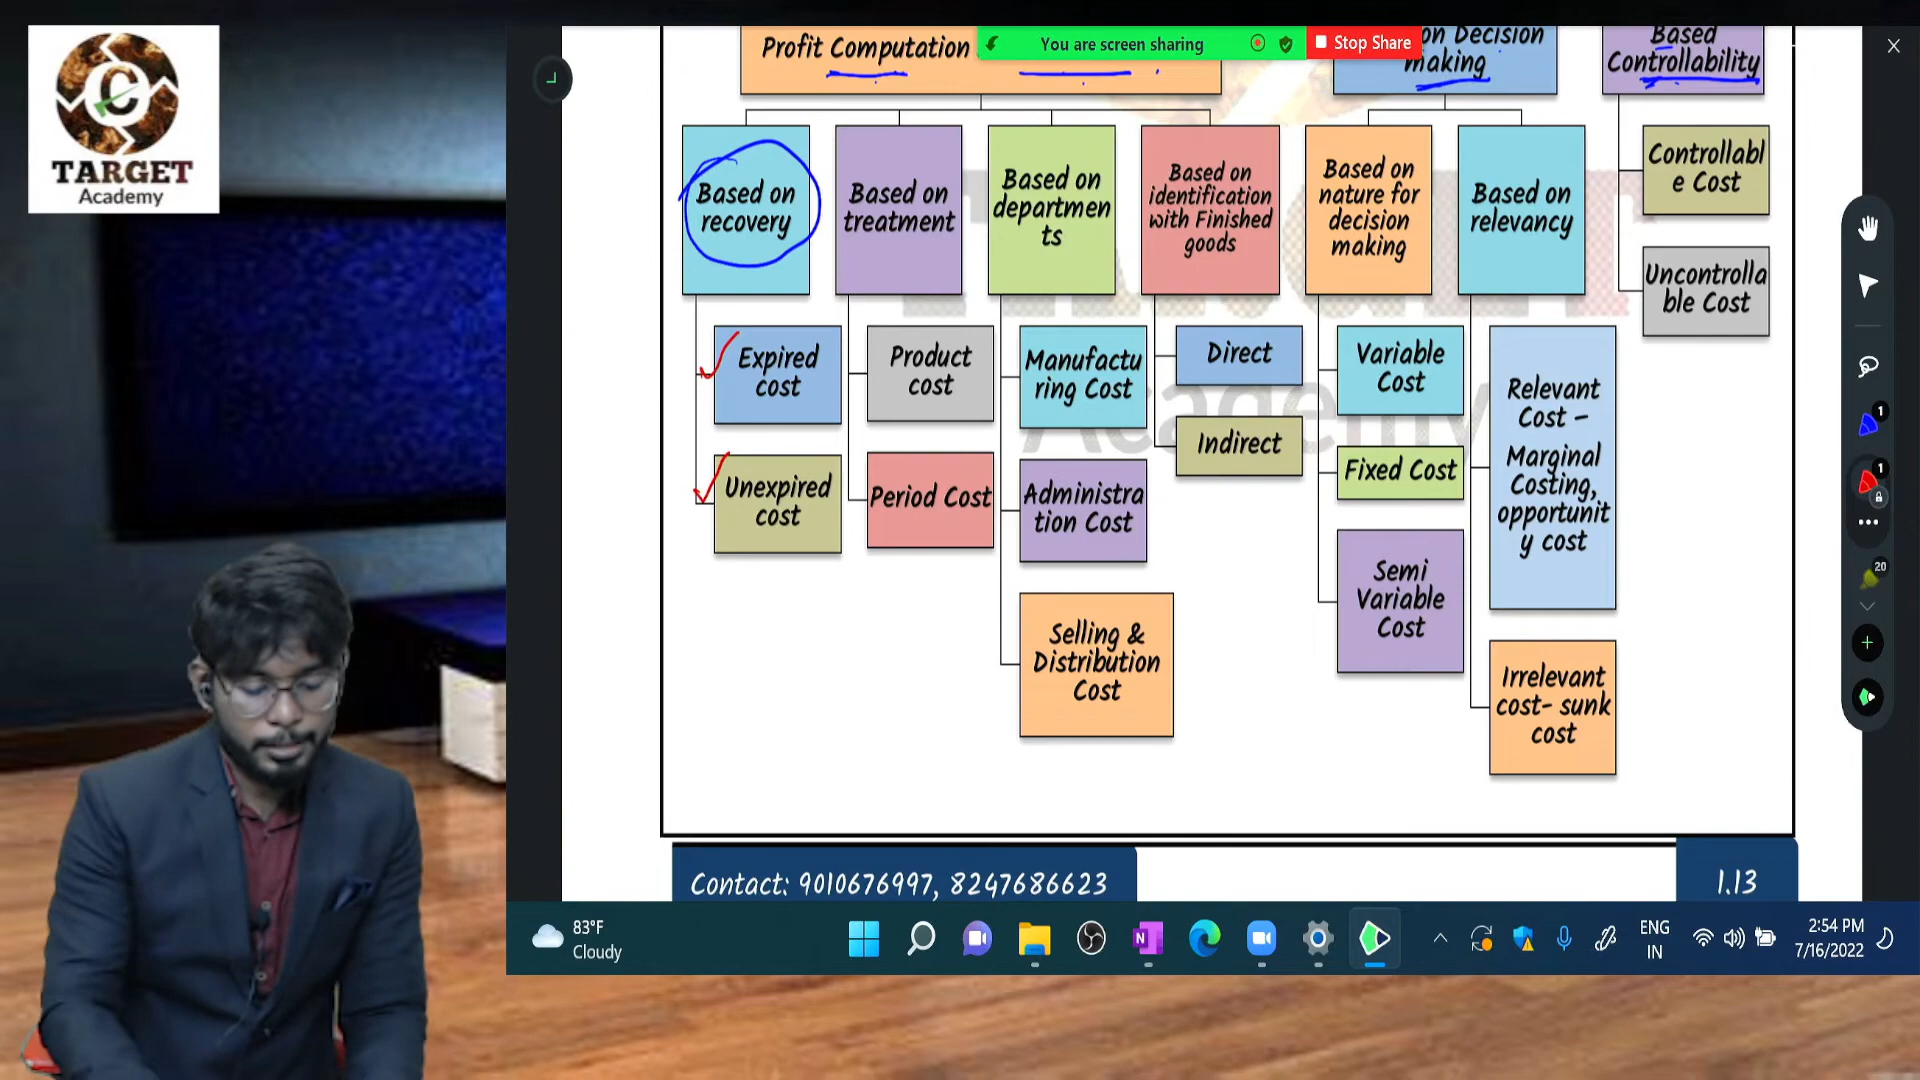 C
TARGET
Academy
Profit Computation
You are screen sharing
Stop Share
on Decision
making
Based
Controllability
Based on
recovery
Based on
treatment
Based on
departmen
ts
Based on
identification
with Finished
goods
Based on
nature for
decision
making
Based on
relevancy
Controllabl
e Cost
Uncontrolla
ble Cost
Expired
cost
Product
cost
Manufactu
ring Cost
Direct
Variable
Cost
Relevant
Cost –
Marginal
Costing,
opportunit
y cost
Indirect
Unexpired
cost
Period Cost
Administra
tion Cost
Fixed Cost
Semi
Variable
Cost
Selling &
Distribution
Cost
Irrelevant
cost- sunk
cost
Academy
1
1
20
Contact: 9010676997, 8247686623
1.13
83°F
Cloudy
N
ENG
IN
2:54 PM
7/16/2022